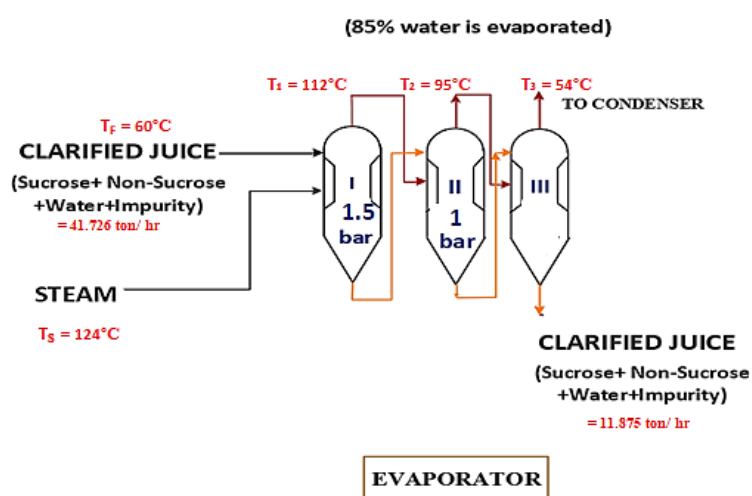 (85% water is evaporated)
T₁ = 112°C
T₂ = 95°C
T₃ = 54°C
TO CONDENSER
T_F = 60°C
CLARIFIED JUICE
(Sucrose+ Non-Sucrose
+Water+Impurity)
= 41.726 ton/ hr
I
1.5
bar
II
1
bar
III
STEAM
T_S = 124°C
CLARIFIED JUICE
(Sucrose+ Non-Sucrose
+Water+Impurity)
= 11.875 ton/ hr
EVAPORATOR